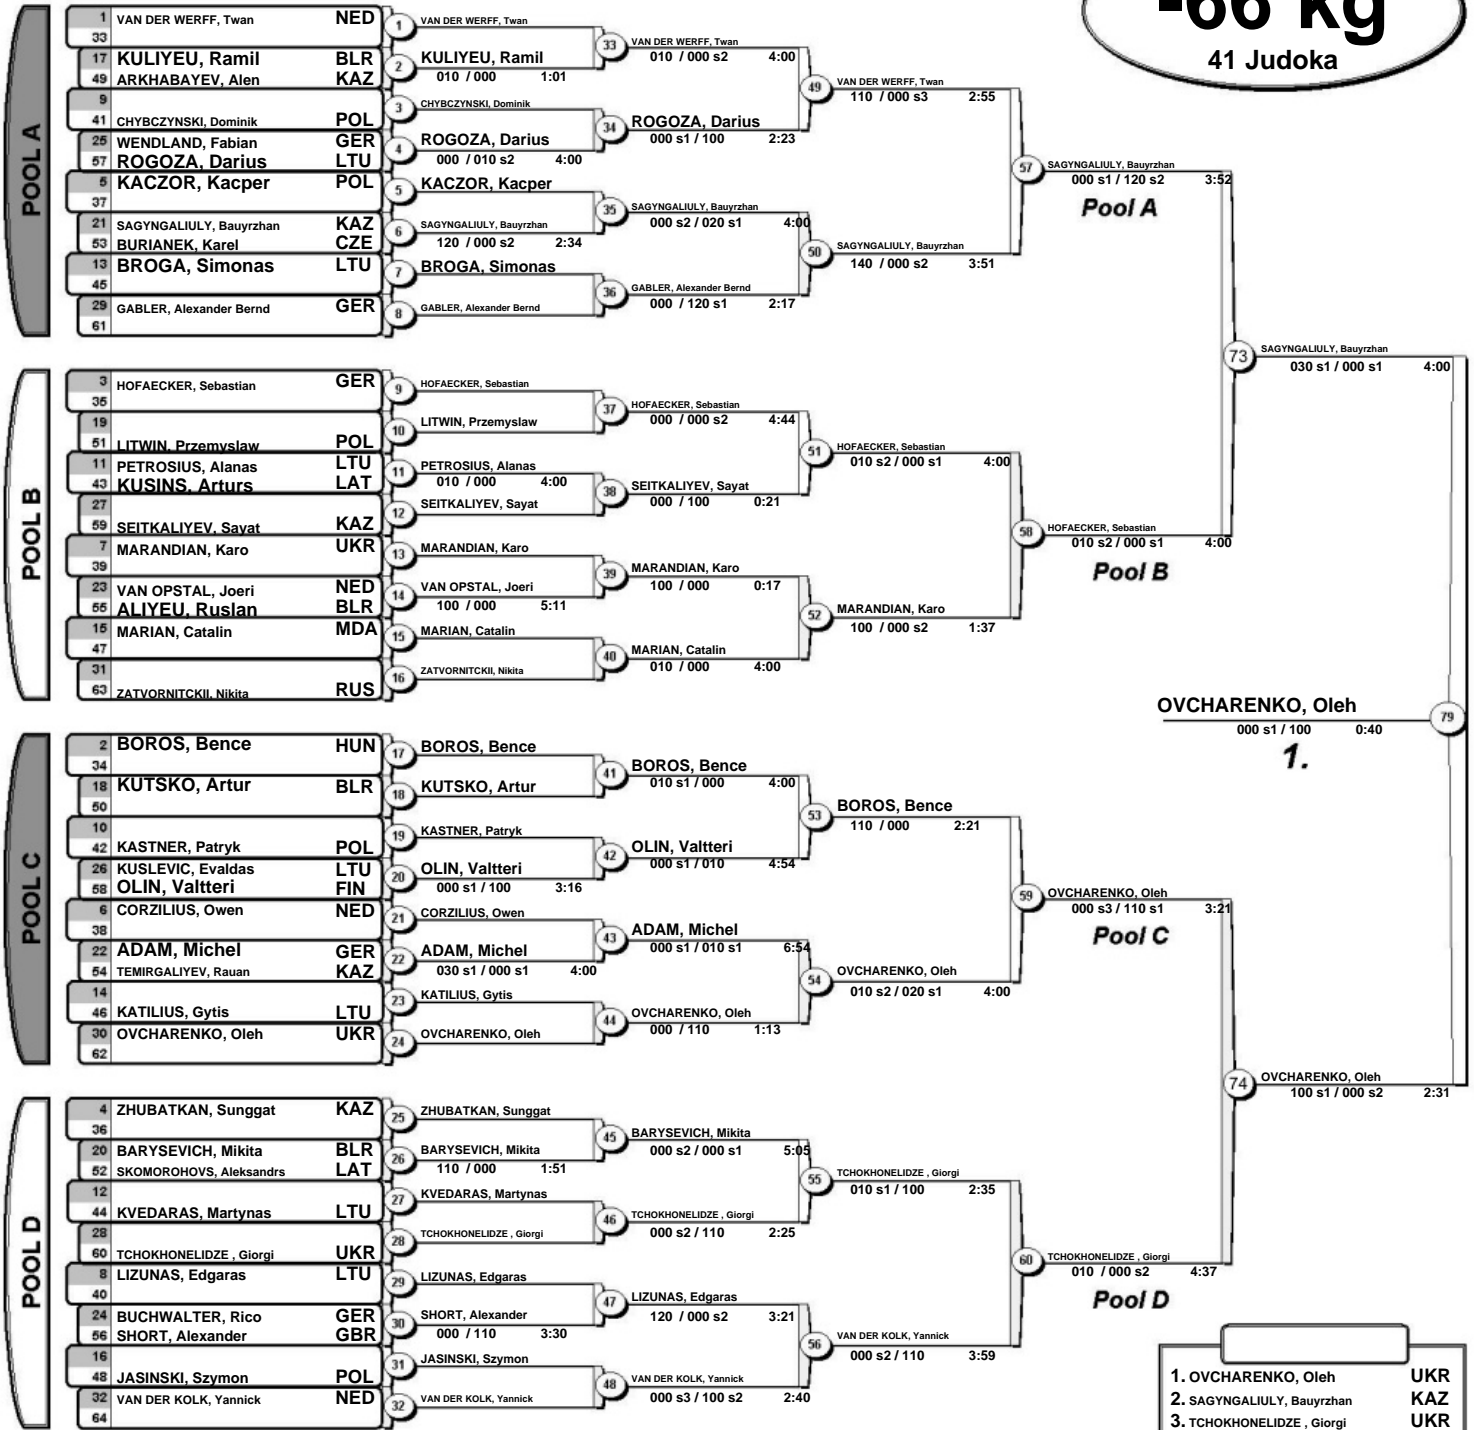 -66 kg
41 Judoka
POOL A
1 VAN DER WERFF, Twan NED
33
17 KULIYEU, Ramil BLR
49 ARKHABAYEV, Alen KAZ
9
41 CHYBCZYNSKI, Dominik POL
25 WENDLAND, Fabian GER
57 ROGOZA, Darius LTU
5 KACZOR, Kacper POL
37
21 SAGYNGALIULY, Bauyrzhan KAZ
53 BURIANEK, Karel CZE
13 BROGA, Simonas LTU
45
29 GABLER, Alexander Bernd GER
61
1 VAN DER WERFF, Twan
2 KULIYEU, Ramil
010 / 000 1:01
3 CHYBCZYNSKI, Dominik
4 ROGOZA, Darius
000 / 010 s2 4:00
5 KACZOR, Kacper
6 SAGYNGALIULY, Bauyrzhan
120 / 000 s2 2:34
7 BROGA, Simonas
8 GABLER, Alexander Bernd
33 VAN DER WERFF, Twan
010 / 000 s2 4:00
34 ROGOZA, Darius
000 s1 / 100 2:23
35 SAGYNGALIULY, Bauyrzhan
000 s2 / 020 s1 4:00
36 GABLER, Alexander Bernd
000 / 120 s1 2:17
49 VAN DER WERFF, Twan
110 / 000 s3 2:55
50 SAGYNGALIULY, Bauyrzhan
140 / 000 s2 3:51
57 SAGYNGALIULY, Bauyrzhan
000 s1 / 120 s2 3:52
Pool A
POOL B
3 HOFAECKER, Sebastian GER
35
19
51 LITWIN, Przemyslaw POL
11 PETROSIUS, Alanas LTU
43 KUSINS, Arturs LAT
27
59 SEITKALIYEV, Sayat KAZ
7 MARANDIAN, Karo UKR
39
23 VAN OPSTAL, Joeri NED
55 ALIYEU, Ruslan BLR
15 MARIAN, Catalin MDA
47
31
63 ZATVORNITCKII, Nikita RUS
9 HOFAECKER, Sebastian
10 LITWIN, Przemyslaw
11 PETROSIUS, Alanas
010 / 000 4:00
12 SEITKALIYEV, Sayat
13 MARANDIAN, Karo
14 VAN OPSTAL, Joeri
100 / 000 5:11
15 MARIAN, Catalin
16 ZATVORNITCKII, Nikita
37 HOFAECKER, Sebastian
000 / 000 s2 4:44
38 SEITKALIYEV, Sayat
000 / 100 0:21
39 MARANDIAN, Karo
100 / 000 0:17
40 MARIAN, Catalin
010 / 000 4:00
51 HOFAECKER, Sebastian
010 s2 / 000 s1 4:00
52 MARANDIAN, Karo
100 / 000 s2 1:37
58 HOFAECKER, Sebastian
010 s2 / 000 s1 4:00
Pool B
73 SAGYNGALIULY, Bauyrzhan
030 s1 / 000 s1 4:00
OVCHARENKO, Oleh 79
000 s1 / 100 0:40
1.
POOL C
2 BOROS, Bence HUN
34
18 KUTSKO, Artur BLR
50
10
42 KASTNER, Patryk POL
26 KUSLEVIC, Evaldas LTU
58 OLIN, Valtteri FIN
6 CORZILIUS, Owen NED
38
22 ADAM, Michel GER
54 TEMIRGALIYEV, Rauan KAZ
14
46 KATILIUS, Gytis LTU
30 OVCHARENKO, Oleh UKR
62
17 BOROS, Bence
18 KUTSKO, Artur
19 KASTNER, Patryk
20 OLIN, Valtteri
000 s1 / 100 3:16
21 CORZILIUS, Owen
22 ADAM, Michel
030 s1 / 000 s1 4:00
23 KATILIUS, Gytis
24 OVCHARENKO, Oleh
41 BOROS, Bence
010 s1 / 000 4:00
42 OLIN, Valtteri
000 s1 / 010 4:54
43 ADAM, Michel
000 s1 / 010 s1 6:54
44 OVCHARENKO, Oleh
000 / 110 1:13
53 BOROS, Bence
110 / 000 2:21
54 OVCHARENKO, Oleh
010 s2 / 020 s1 4:00
59 OVCHARENKO, Oleh
000 s3 / 110 s1 3:21
Pool C
POOL D
4 ZHUBATKAN, Sunggat KAZ
36
20 BARYSEVICH, Mikita BLR
52 SKOMOROHOVS, Aleksandrs LAT
12
44 KVEDARAS, Martynas LTU
28
60 TCHOKHONELIDZE , Giorgi UKR
8 LIZUNAS, Edgaras LTU
40
24 BUCHWALTER, Rico GER
56 SHORT, Alexander GBR
16
48 JASINSKI, Szymon POL
32 VAN DER KOLK, Yannick NED
64
25 ZHUBATKAN, Sunggat
26 BARYSEVICH, Mikita
110 / 000 1:51
27 KVEDARAS, Martynas
28 TCHOKHONELIDZE , Giorgi
29 LIZUNAS, Edgaras
30 SHORT, Alexander
000 / 110 3:30
31 JASINSKI, Szymon
32 VAN DER KOLK, Yannick
45 BARYSEVICH, Mikita
000 s2 / 000 s1 5:05
46 TCHOKHONELIDZE , Giorgi
000 s2 / 110 2:25
47 LIZUNAS, Edgaras
120 / 000 s2 3:21
48 VAN DER KOLK, Yannick
000 s3 / 100 s2 2:40
55 TCHOKHONELIDZE , Giorgi
010 s1 / 100 2:35
56 VAN DER KOLK, Yannick
000 s2 / 110 3:59
60 TCHOKHONELIDZE , Giorgi
010 / 000 s2 4:37
Pool D
74 OVCHARENKO, Oleh
100 s1 / 000 s2 2:31
1. OVCHARENKO, Oleh UKR
2. SAGYNGALIULY, Bauyrzhan KAZ
3. TCHOKHONELIDZE , Giorgi UKR